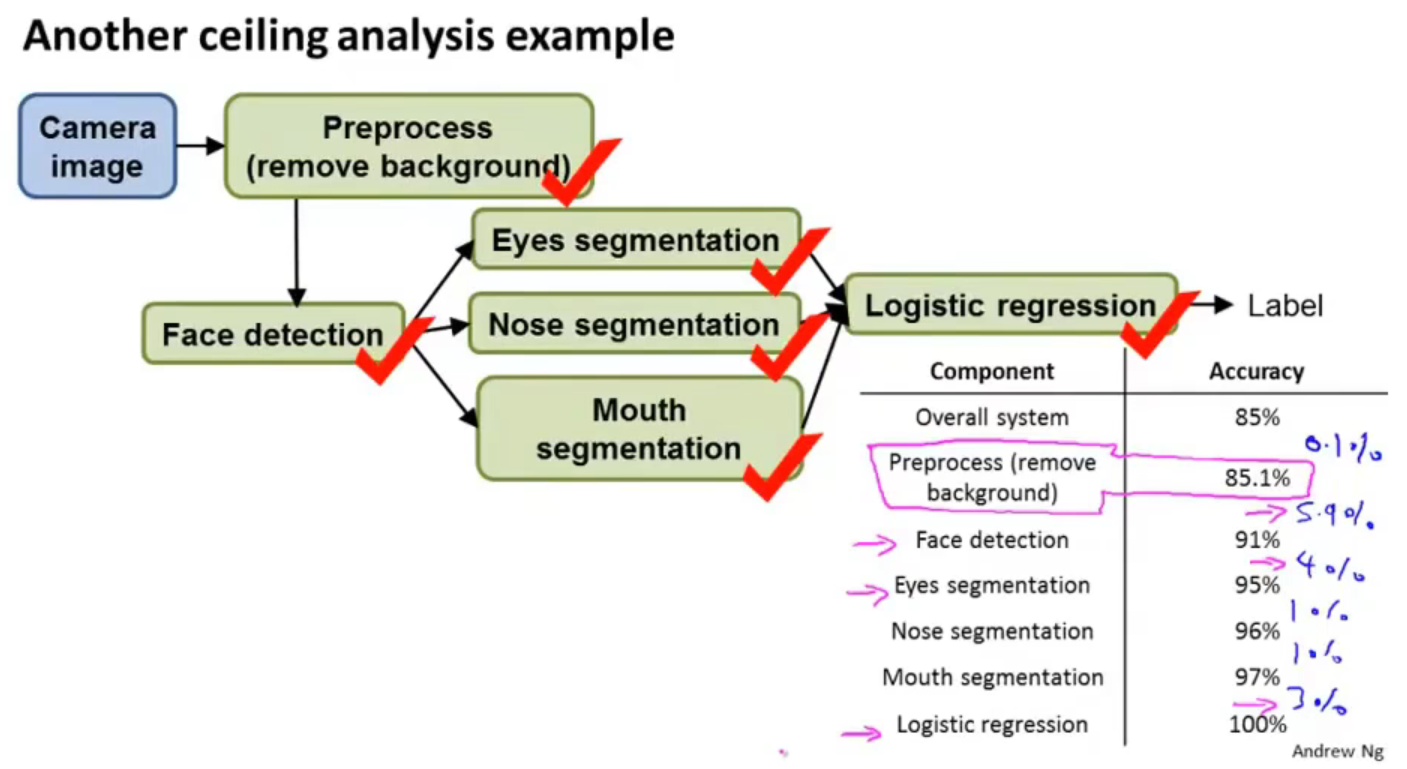 Another ceiling analysis example
Camera
image
Preprocess
(remove background)
Eyes segmentation
Face detection
Nose segmentation
Mouth
segmentation
Logistic regression
Label
Component Accuracy
Overall system 85%
0.1%
Preprocess (remove
background) 85.1%
5.9%
Face detection 91%
4%
Eyes segmentation 95%
1%
Nose segmentation 96%
1%
Mouth segmentation 97%
3%
Logistic regression 100%
Andrew Ng